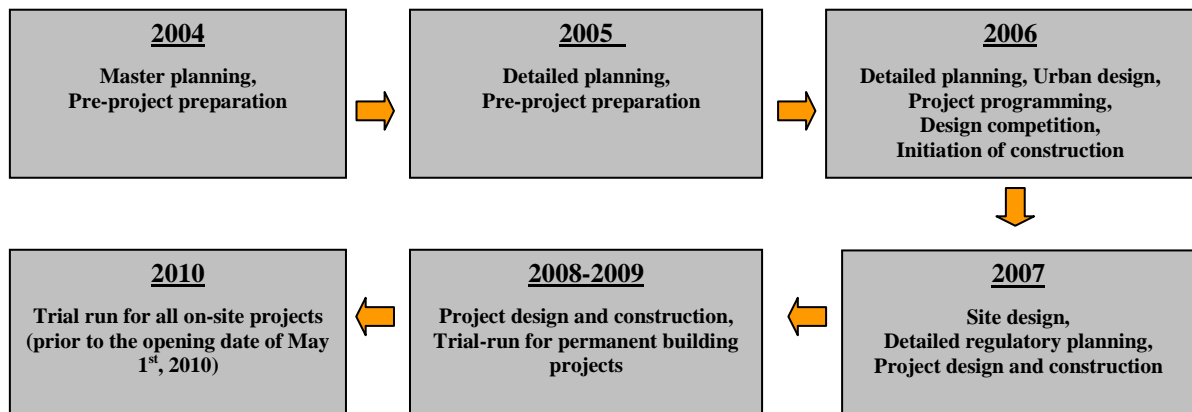 2004
Master planning,
Pre-project preparation
2005
Detailed planning,
Pre-project preparation
2006
Detailed planning, Urban design,
Project programming,
Design competition,
Initiation of construction
2007
Site design,
Detailed regulatory planning,
Project design and construction
2008-2009
Project design and construction,
Trial-run for permanent building
projects
2010
Trial run for all on-site projects
(prior to the opening date of May
1st, 2010)